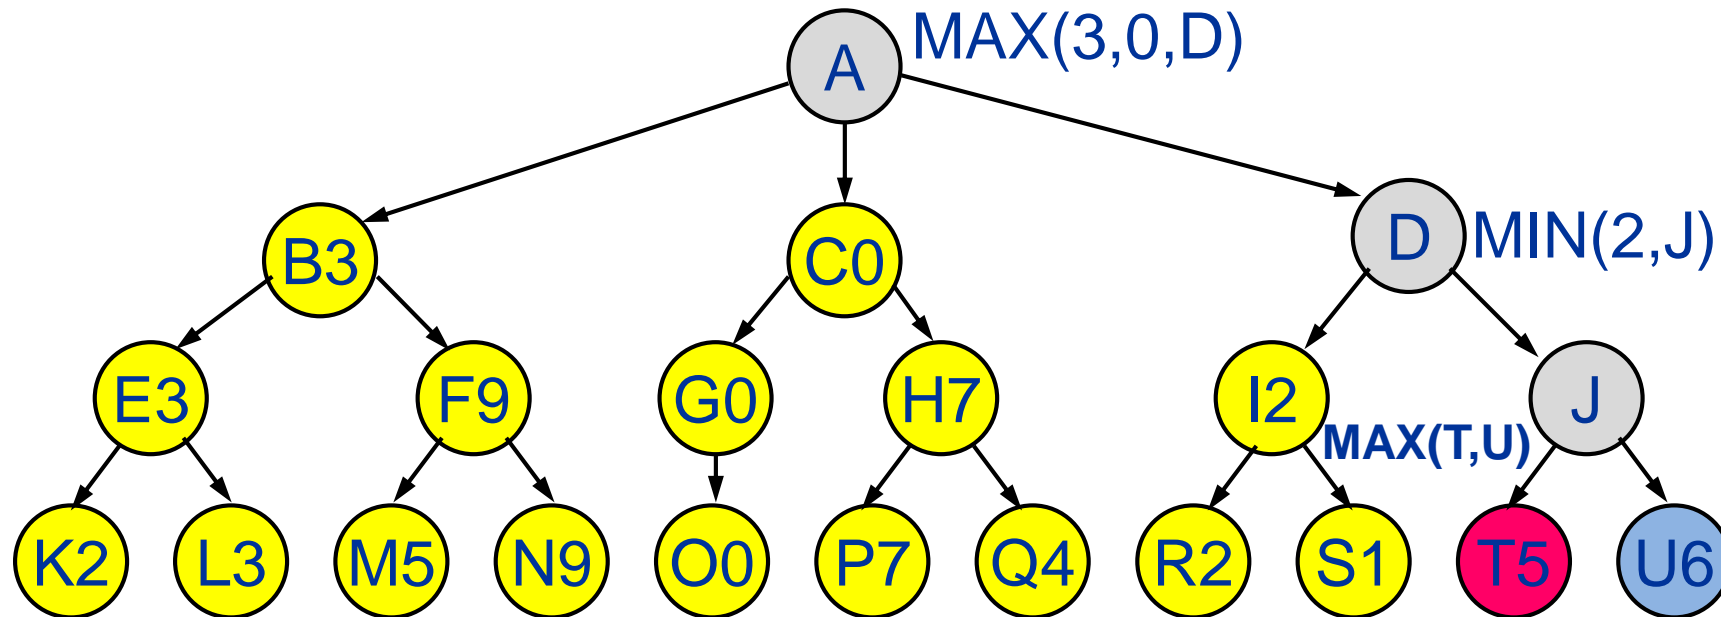 A MAX(3,0,D)
B3 C0 D MIN(2,J)
E3 F9 G0 H7 I2 J
MAX(T,U)
K2 L3 M5 N9 O0 P7 Q4 R2 S1 T5 U6